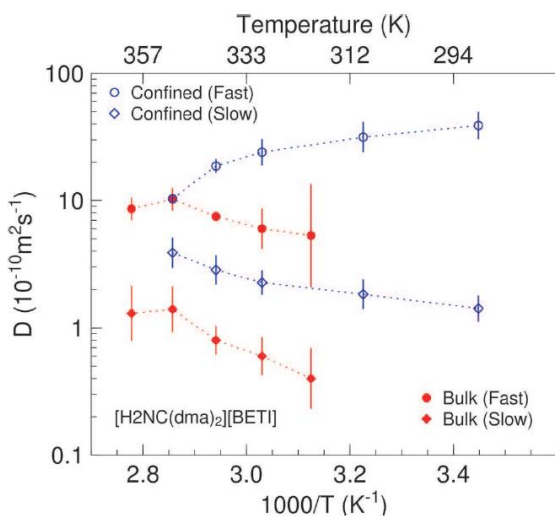 Temperature (K)
357 333 312 294
100
Confined (Fast)
Confined (Slow)
10
D (10⁻¹⁰m²s⁻¹)
1
[H2NC(dma)₂][BETI]
Bulk (Fast)
Bulk (Slow)
0.1
2.8 3.0 3.2 3.4
1000/T (K⁻¹)